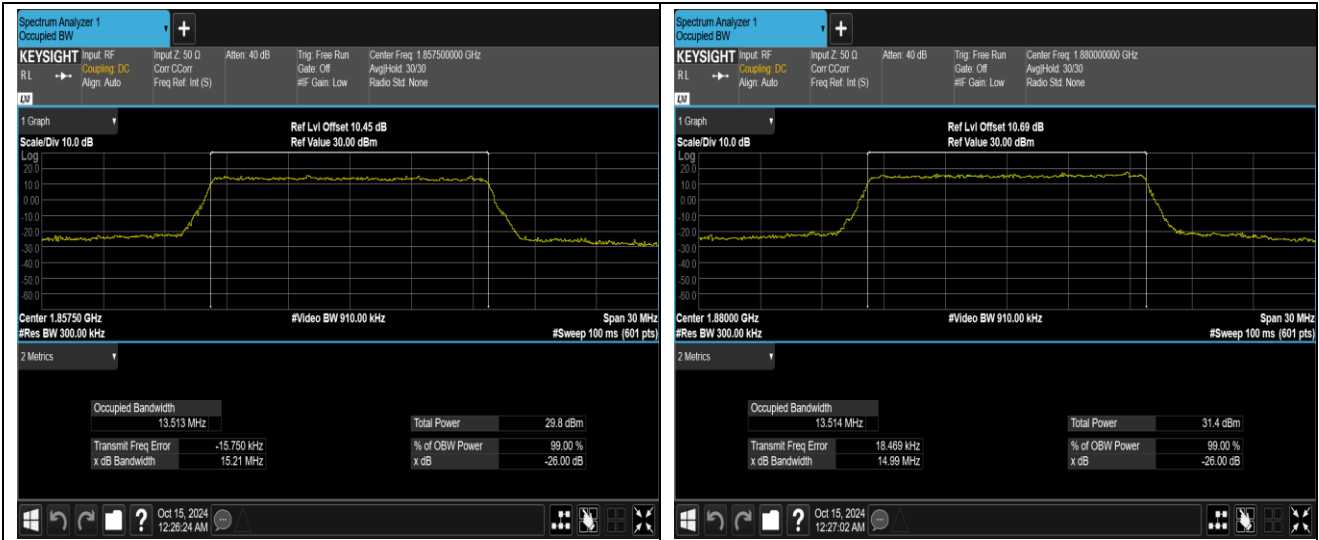 Spectrum Analyzer 1
Occupied BW
+
KEYSIGHT Input: RF Input Z: 50 Ω Atten: 40 dB Trig: Free Run Center Freq: 1.857500000 GHz
RL Coupling: DC Corr CCorr Gate: Off Avg|Hold: 30/30
Align: Auto Freq Ref: Int (S) #IF Gain: Low Radio Std: None
LXI
1 Graph
Ref Lvl Offset 10.45 dB
Scale/Div 10.0 dB Ref Value 30.00 dBm
Log
20.0
10.0
0.00
-10.0
-20.0
-30.0
-40.0
-50.0
-60.0
Center 1.85750 GHz #Video BW 910.00 kHz Span 30 MHz
#Res BW 300.00 kHz #Sweep 100 ms (601 pts)
2 Metrics
Occupied Bandwidth
13.513 MHz Total Power 29.8 dBm
Transmit Freq Error -15.750 kHz % of OBW Power 99.00 %
x dB Bandwidth 15.21 MHz x dB -26.00 dB
? Oct 15, 2024
12:26:24 AM
Spectrum Analyzer 1
Occupied BW
+
KEYSIGHT Input: RF Input Z: 50 Ω Atten: 40 dB Trig: Free Run Center Freq: 1.880000000 GHz
RL Coupling: DC Corr CCorr Gate: Off Avg|Hold: 30/30
Align: Auto Freq Ref: Int (S) #IF Gain: Low Radio Std: None
LXI
1 Graph
Ref Lvl Offset 10.69 dB
Scale/Div 10.0 dB Ref Value 30.00 dBm
Log
20.0
10.0
0.00
-10.0
-20.0
-30.0
-40.0
-50.0
-60.0
Center 1.88000 GHz #Video BW 910.00 kHz Span 30 MHz
#Res BW 300.00 kHz #Sweep 100 ms (601 pts)
2 Metrics
Occupied Bandwidth
13.514 MHz Total Power 31.4 dBm
Transmit Freq Error 18.469 kHz % of OBW Power 99.00 %
x dB Bandwidth 14.99 MHz x dB -26.00 dB
? Oct 15, 2024
12:27:02 AM